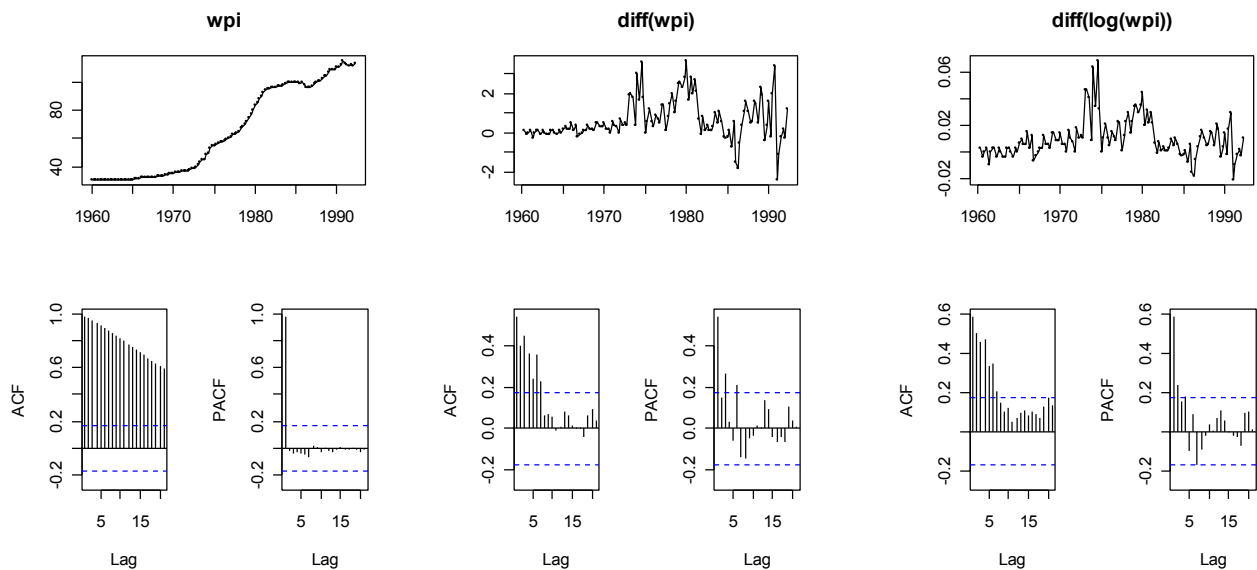 wpi
diff(wpi)
diff(log(wpi))
40 80
1960 1970 1980 1990
-2 0 2
1960 1970 1980 1990
-0.02 0.02 0.06
1960 1970 1980 1990
ACF
-0.2 0.2 0.6 1.0
5 15
Lag
PACF
-0.2 0.2 0.6 1.0
5 15
Lag
ACF
-0.2 0.0 0.2 0.4
5 15
Lag
PACF
-0.2 0.0 0.2 0.4
5 15
Lag
ACF
-0.2 0.2 0.4 0.6
5 15
Lag
PACF
-0.2 0.0 0.2 0.4 0.6
5 15
Lag